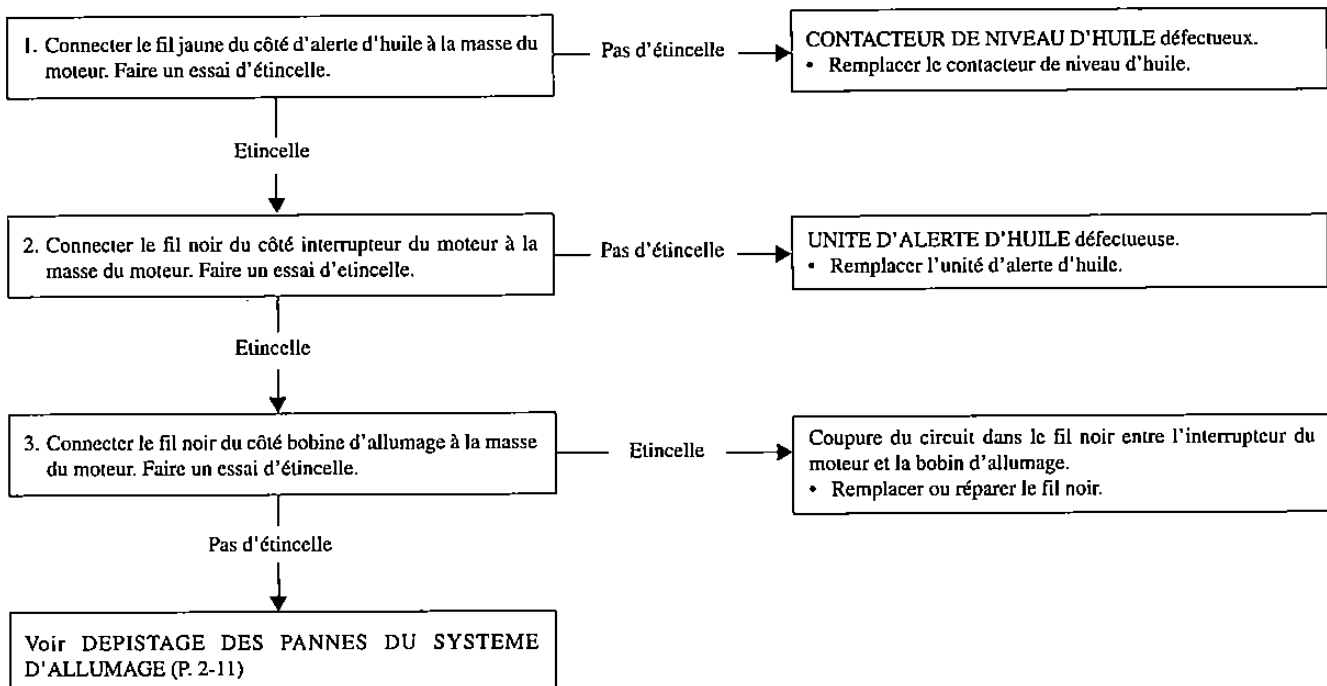 1. Connecter le fil jaune du côté d'alerte d'huile à la masse du
moteur. Faire un essai d'étincelle.
Pas d'étincelle
CONTACTEUR DE NIVEAU D'HUILE défectueux.
• Remplacer le contacteur de niveau d'huile.
Etincelle
2. Connecter le fil noir du côté interrupteur du moteur à la
masse du moteur. Faire un essai d'etincelle.
Pas d'étincelle
UNITE D'ALERTE D'HUILE défectueuse.
• Remplacer l'unité d'alerte d'huile.
Etincelle
3. Connecter le fil noir du côté bobine d'allumage à la masse
du moteur. Faire un essai d'étincelle.
Etincelle
Coupure du circuit dans le fil noir entre l'interrupteur du
moteur et la bobin d'allumage.
• Remplacer ou réparer le fil noir.
Pas d'étincelle
Voir DEPISTAGE DES PANNES DU SYSTEME
D'ALLUMAGE (P. 2-11)